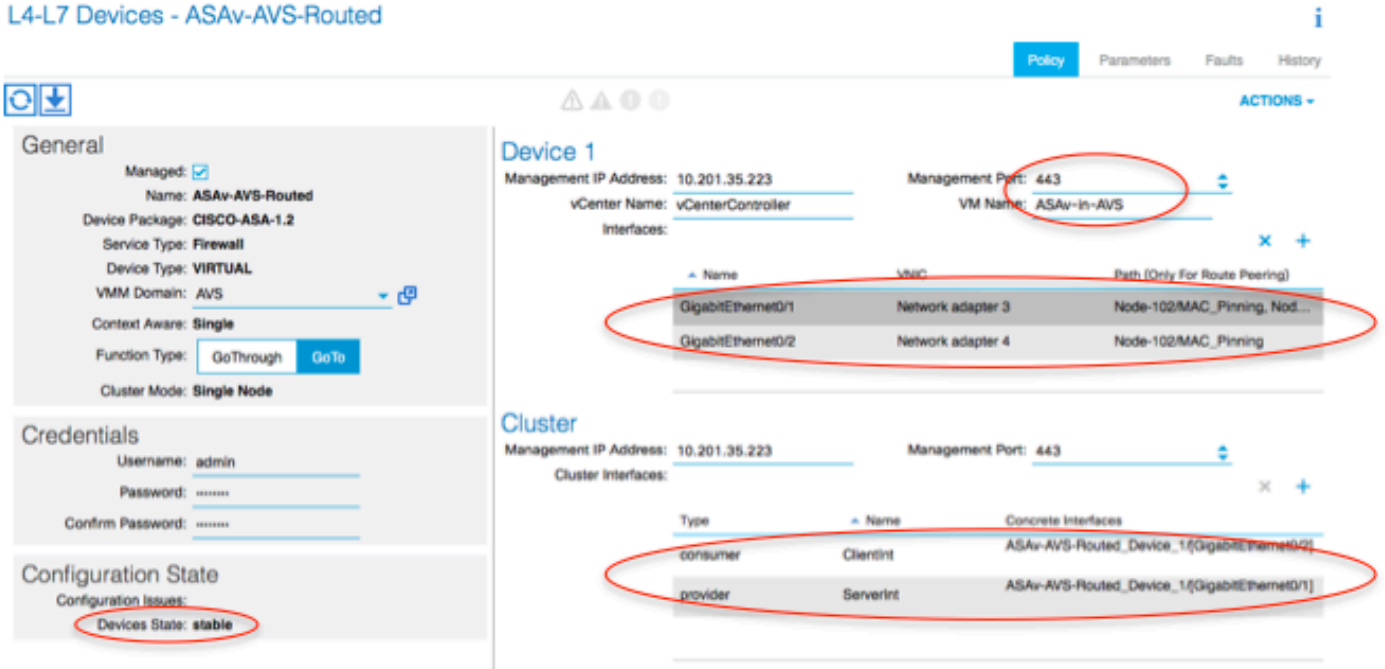 L4-L7 Devices - ASAv-AVS-Routed
i
Policy Parameters Faults History
ACTIONS
General
Managed:
Name: ASAv-AVS-Routed
Device Package: CISCO-ASA-1.2
Service Type: Firewall
Device Type: VIRTUAL
VMM Domain: AVS
Context Aware: Single
Function Type: GoThrough GoTo
Cluster Mode: Single Node
Credentials
Username: admin
Password: ········
Confirm Password: ········
Configuration State
Configuration Issues:
Devices State: stable
Device 1
Management IP Address: 10.201.35.223 Management Port: 443
vCenter Name: vCenterController VM Name: ASAv-in-AVS
Interfaces:
Name VNIC Path (Only For Route Peering)
GigabitEthernet0/1 Network adapter 3 Node-102/MAC_Pinning, Nod...
GigabitEthernet0/2 Network adapter 4 Node-102/MAC_Pinning
Cluster
Management IP Address: 10.201.35.223 Management Port: 443
Cluster Interfaces:
Type Name Concrete Interfaces
consumer ClientInt ASAv-AVS-Routed_Device_1/[GigabitEthernet0/2]
provider ServerInt ASAv-AVS-Routed_Device_1/[GigabitEthernet0/1]